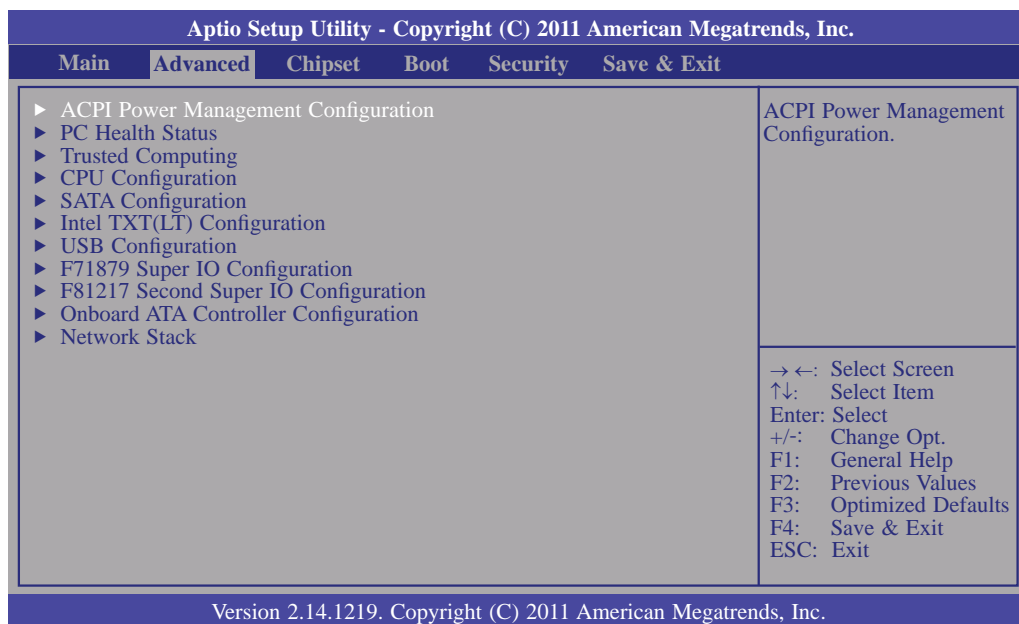 Aptio Setup Utility - Copyright (C) 2011 American Megatrends, Inc.
Main Advanced Chipset Boot Security Save & Exit
► ACPI Power Management Configuration
► PC Health Status
► Trusted Computing
► CPU Configuration
► SATA Configuration
► Intel TXT(LT) Configuration
► USB Configuration
► F71879 Super IO Configuration
► F81217 Second Super IO Configuration
► Onboard ATA Controller Configuration
► Network Stack
ACPI Power Management
Configuration.
→ ←: Select Screen
↑↓: Select Item
Enter: Select
+/-: Change Opt.
F1: General Help
F2: Previous Values
F3: Optimized Defaults
F4: Save & Exit
ESC: Exit
Version 2.14.1219. Copyright (C) 2011 American Megatrends, Inc.